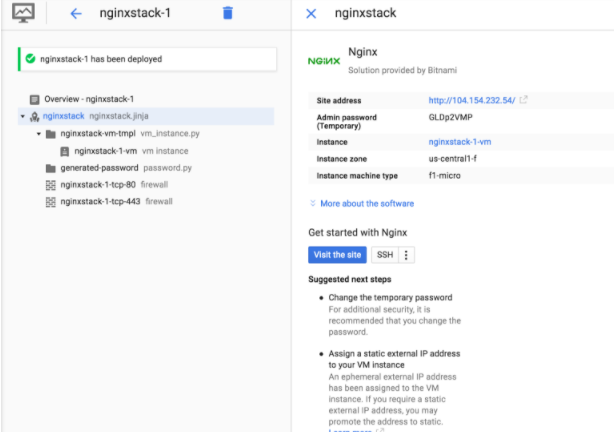 nginxstack-1
nginxstack-1 has been deployed
Overview - nginxstack-1
nginxstack nginxstack.jinja
nginxstack-vm-tmpl vm_instance.py
nginxstack-1-vm vm instance
generated-password password.py
nginxstack-1-tcp-80 firewall
nginxstack-1-tcp-443 firewall
nginxstack
NGINX
Nginx
Solution provided by Bitnami
Site address http://104.154.232.54/
Admin password GLDp2VMP
(Temporary)
Instance nginxstack-1-vm
Instance zone us-central1-f
Instance machine type f1-micro
More about the software
Get started with Nginx
Visit the site SSH
Suggested next steps
Change the temporary password
For additional security, it is
recommended that you change the
password.
Assign a static external IP address
to your VM instance
An ephemeral external IP address
has been assigned to the VM
instance. If you require a static
external IP address, you may
promote the address to static.
Learn more